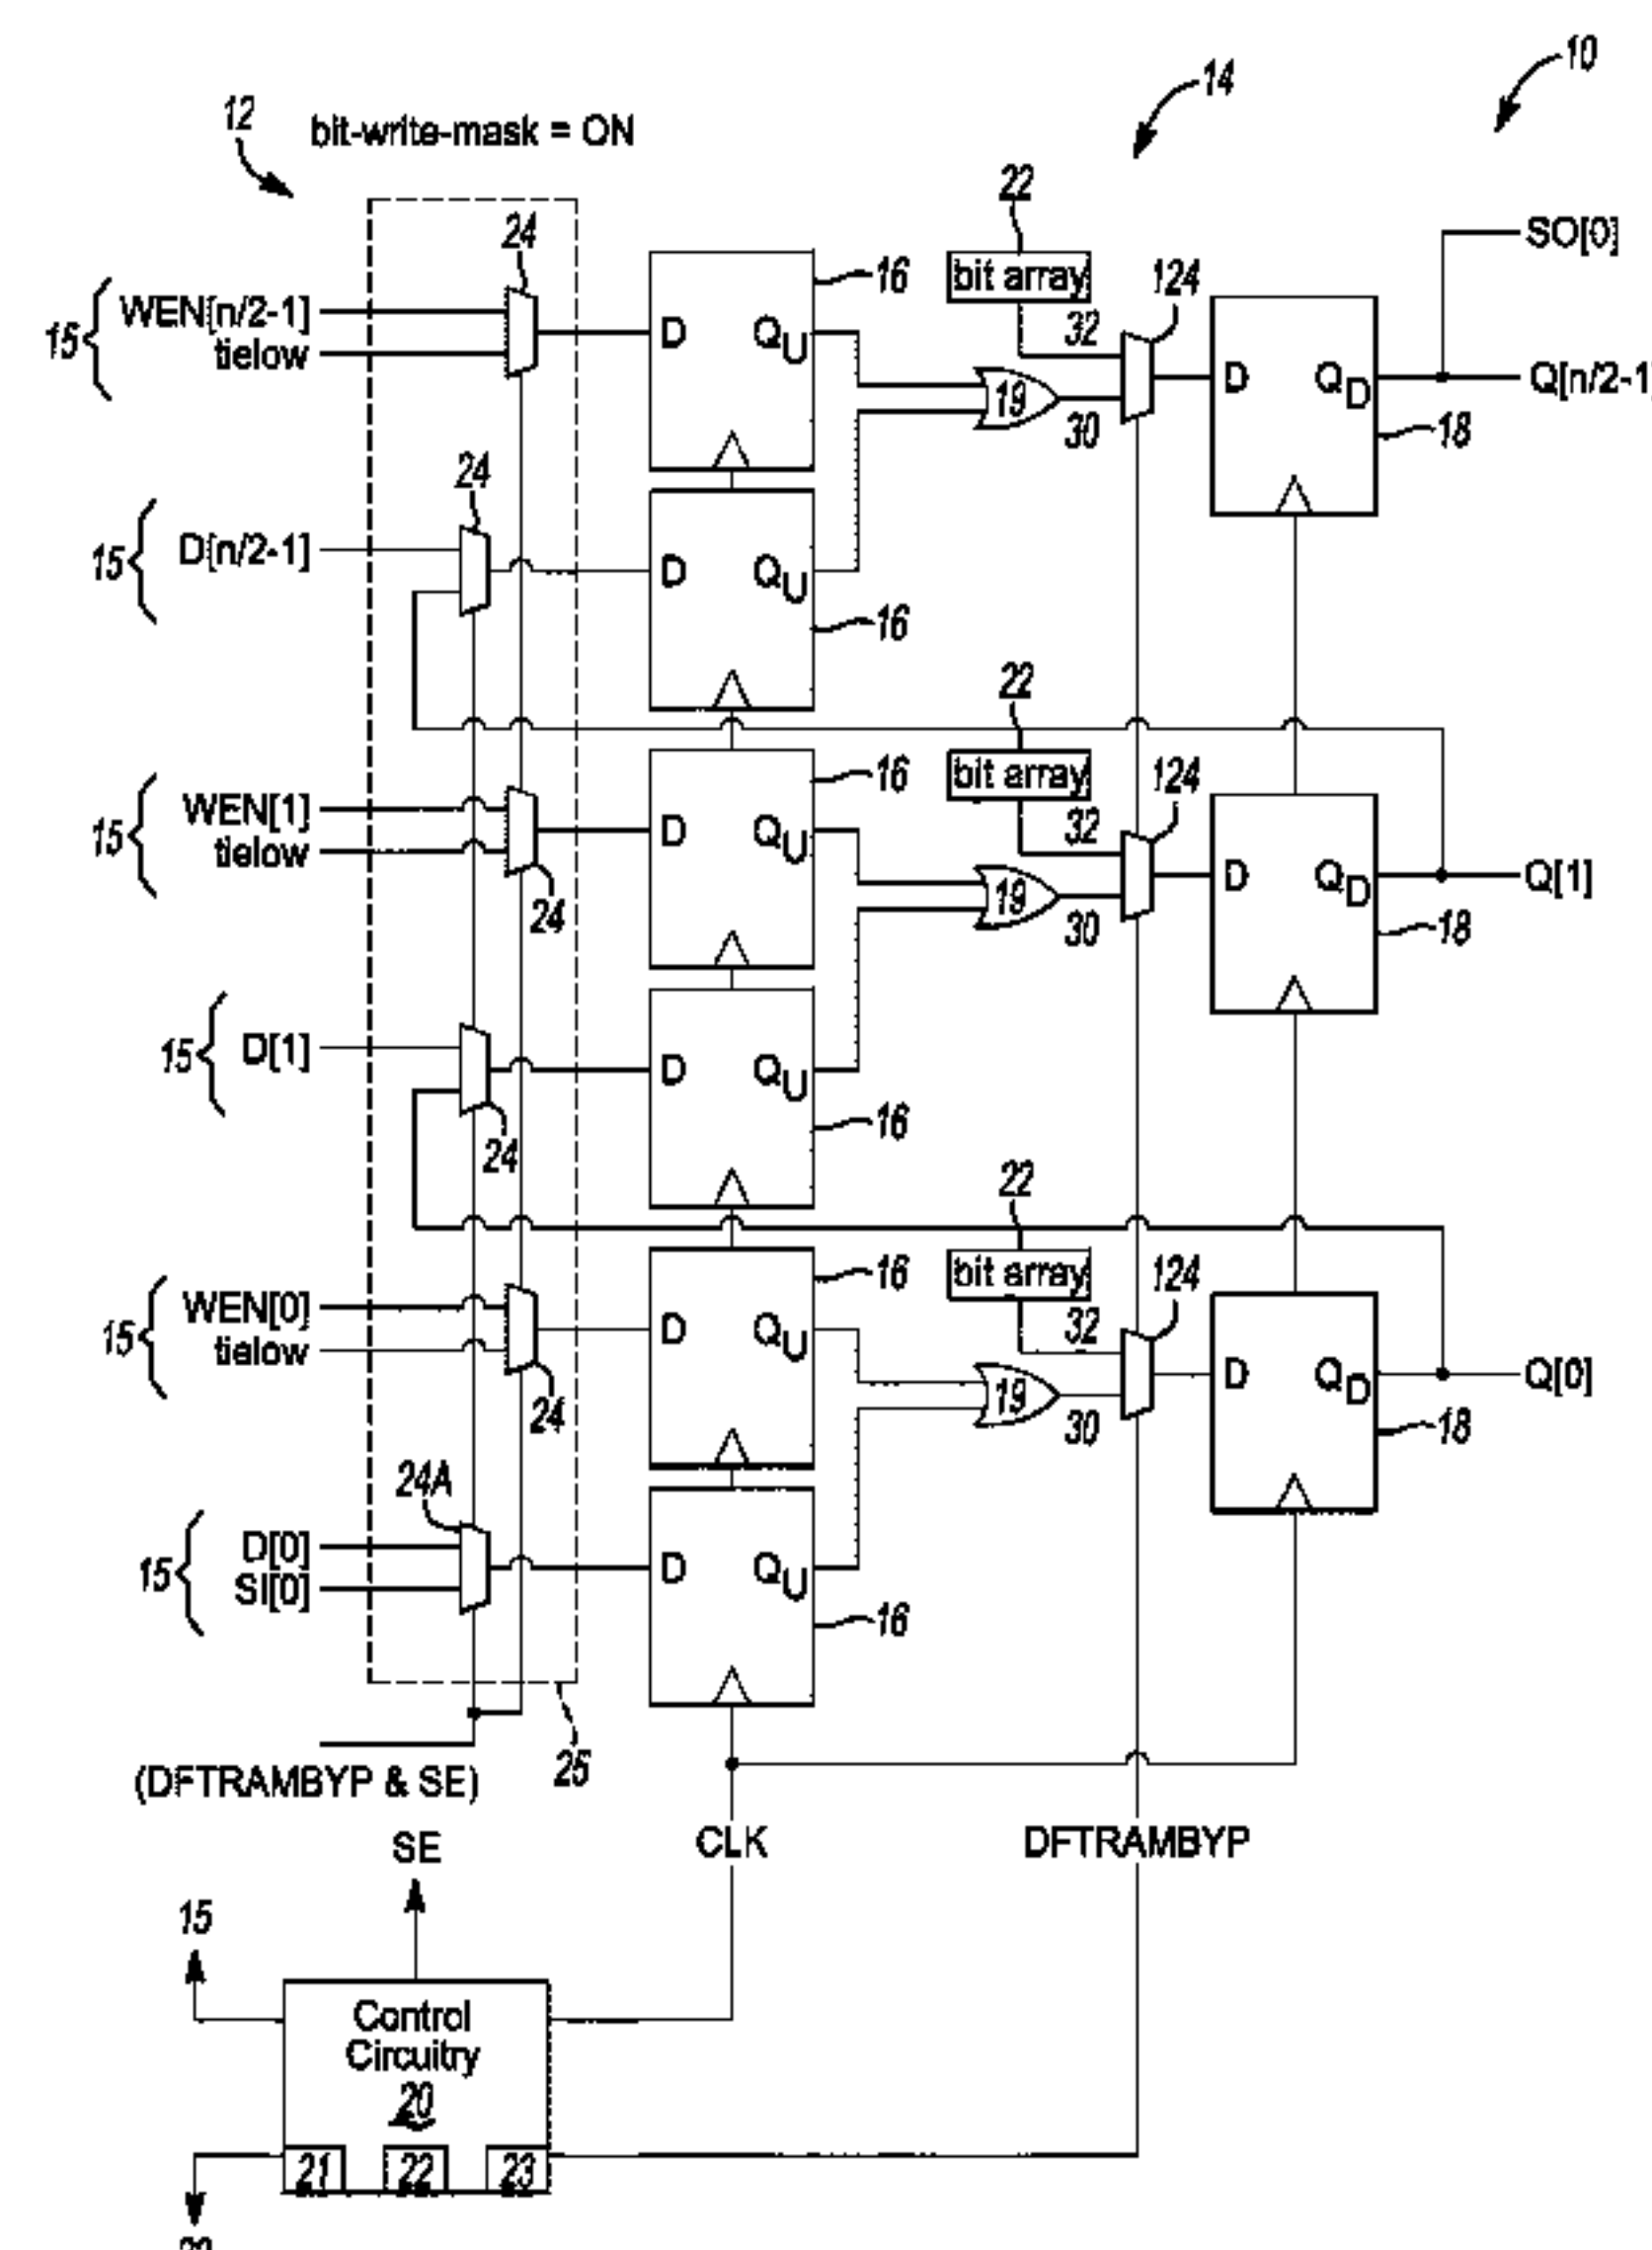 10
14
12
bit-write-mask = ON
22
SO[0]
24
16
bit array
124
WEN[n/2-1]
15
tielow
32
D
QU
19
30
D
QD
Q[n/2-1
18
24
D[n/2-1]
15
D
QU
16
22
16
bit array
124
WEN[1]
15
tielow
32
D
QU
19
30
D
QD
Q[1]
18
24
15
D[1]
D
QU
16
24
22
16
bit array
124
WEN[0]
15
tielow
32
D
QU
19
30
D
QD
Q[0]
18
24
24A
D[0]
15
SI[0]
D
QU
16
25
(DFTRAMBYP & SE)
SE
CLK
DFTRAMBYP
15
Control
Circuitry
20
21
22
23